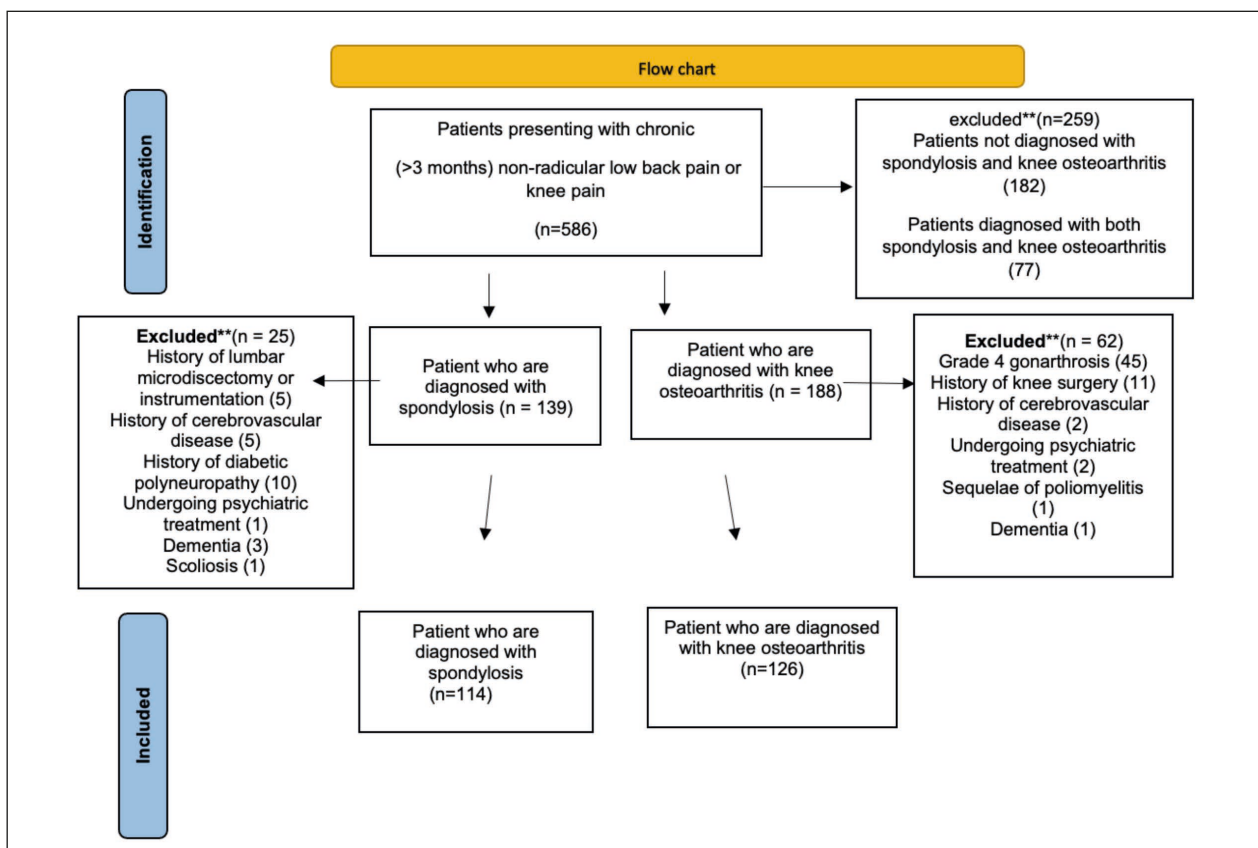 Flow chart
Identification
Patients presenting with chronic
(>3 months) non-radicular low back pain or
knee pain
(n=586)
excluded**(n=259)
Patients not diagnosed with
spondylosis and knee osteoarthritis
(182)
Patients diagnosed with both
spondylosis and knee osteoarthritis
(77)
Excluded**(n = 25)
History of lumbar
microdiscectomy or
instrumentation (5)
History of cerebrovascular
disease (5)
History of diabetic
polyneuropathy (10)
Undergoing psychiatric
treatment (1)
Dementia (3)
Scoliosis (1)
Patient who are
diagnosed with
spondylosis (n = 139)
Patient who are
diagnosed with knee
osteoarthritis (n = 188)
Excluded**(n = 62)
Grade 4 gonarthrosis (45)
History of knee surgery (11)
History of cerebrovascular
disease (2)
Undergoing psychiatric
treatment (2)
Sequelae of poliomyelitis
(1)
Dementia (1)
Included
Patient who are
diagnosed with
spondylosis
(n=114)
Patient who are diagnosed
with knee osteoarthritis
(n=126)